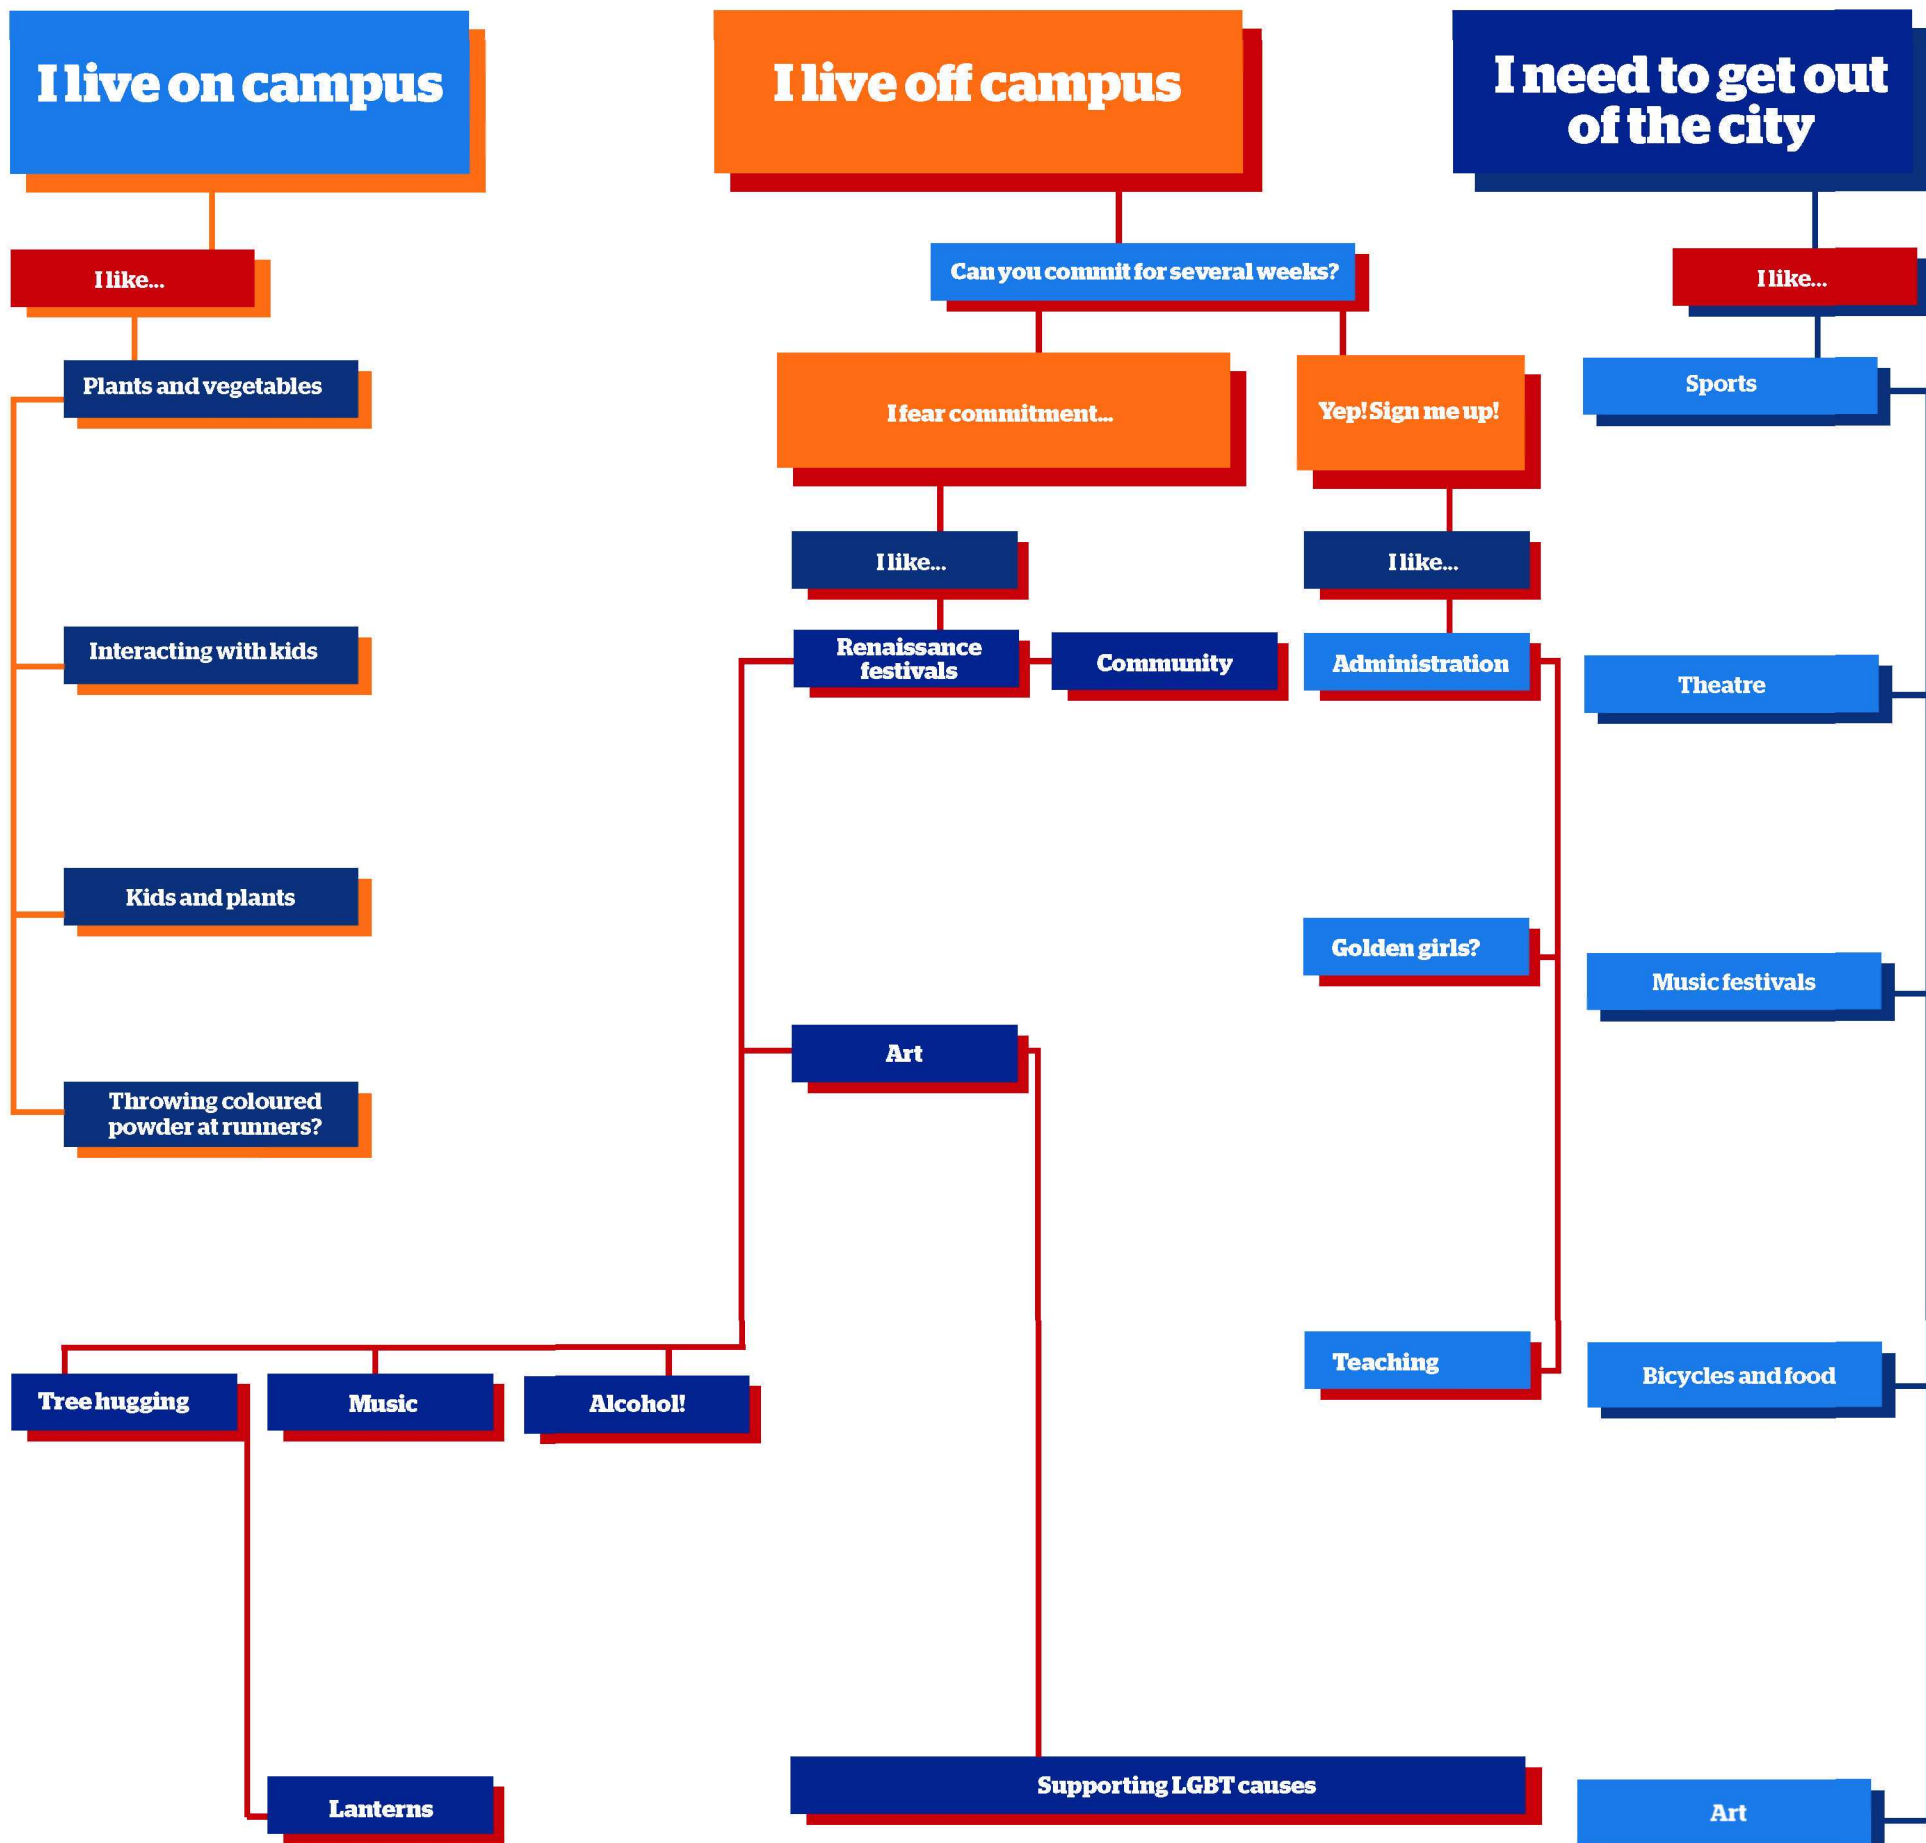 I live on campus
I like...
Plants and vegetables
Interacting with kids
Kids and plants
Throwing coloured
powder at runners?
I live off campus
Can you commit for several weeks?
I fear commitment...
I like...
Renaissance
festivals
Community
Art
Tree hugging
Music
Alcohol!
Lanterns
Supporting LGBT causes
Yep! Sign me up!
I like...
Administration
Golden girls?
Teaching
I need to get out
of the city
I like...
Sports
Theatre
Music festivals
Bicycles and food
Art